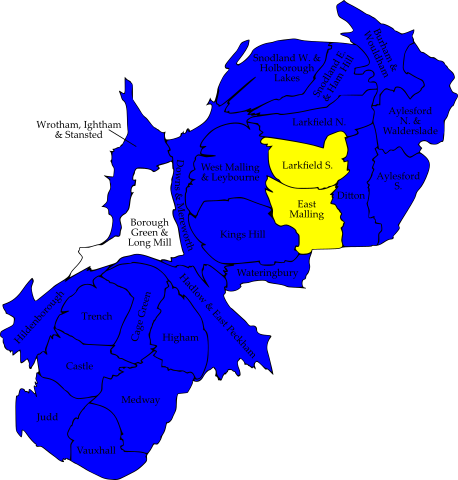 Burham &
Wouldham
Snodland W. &
Holborough
Lakes
Snodland E.
& Ham Hill
Aylesford
N. &
Walderslade
Larkfield N.
Wrotham, Ightham
& Stansted
Larkfield S.
West Malling
& Leybourne
Aylesford
S.
Ditton
East
Malling
Borough
Green &
Long Mill
Kings Hill
Wateringbury
Hadlow & East Peckham
Hildenborough
Trench
Cage Green
Higham
Castle
Medway
Judd
Vauxhall